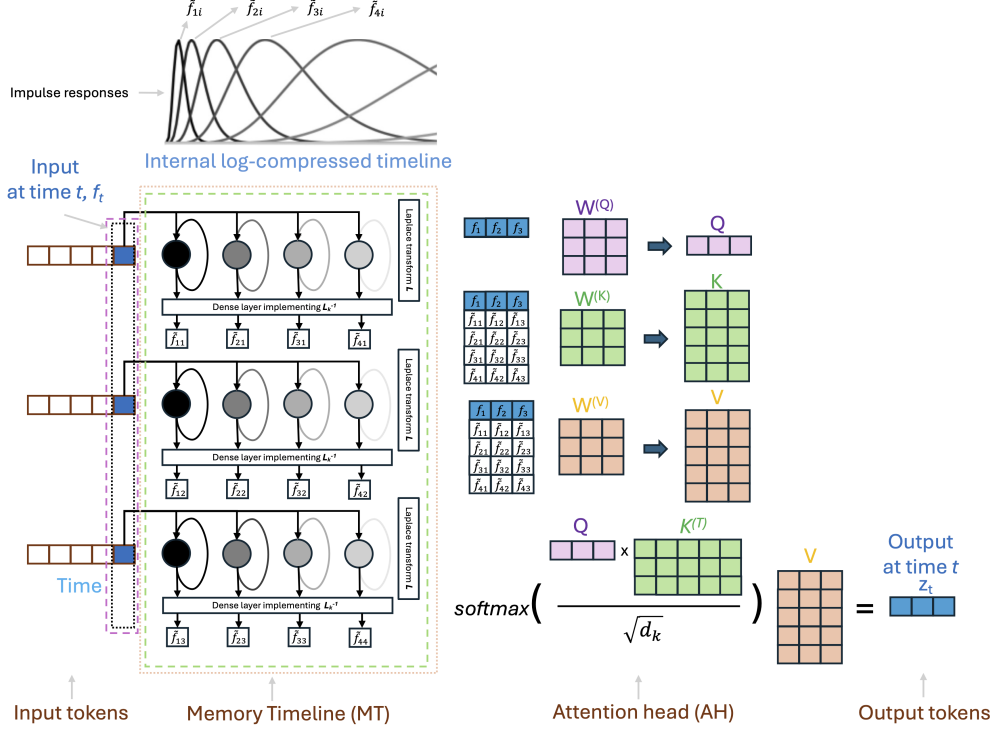 f̃₁ᵢ f̃₂ᵢ f̃₃ᵢ f̃₄ᵢ
Impulse responses
Internal log-compressed timeline
Input
at time t, fₜ
Laplace transform L
Dense layer implementing Lₖ⁻¹
f̃₁₁ f̃₂₁ f̃₃₁ f̃₄₁
Laplace transform L
Dense layer implementing Lₖ⁻¹
f̃₁₂ f̃₂₂ f̃₃₂ f̃₄₂
Laplace transform L
Dense layer implementing Lₖ⁻¹
f̃₁₃ f̃₂₃ f̃₃₃ f̃₄₄
Time
Input tokens
Memory Timeline (MT)
f₁ f₂ f₃
W⁽Q⁾
Q
f₁ f₂ f₃
f̃₁₁ f̃₁₂ f̃₁₃
f̃₂₁ f̃₂₂ f̃₂₃
f̃₃₁ f̃₃₂ f̃₃₃
f̃₄₁ f̃₄₂ f̃₄₃
W⁽K⁾
K
f₁ f₂ f₃
f̃₁₁ f̃₁₂ f̃₁₃
f̃₂₁ f̃₂₂ f̃₂₃
f̃₃₁ f̃₃₂ f̃₃₃
f̃₄₁ f̃₄₂ f̃₄₃
W⁽V⁾
V
softmax( Q x K⁽T⁾
√dₖ ) V =
Output
at time t
zₜ
Attention head (AH)
Output tokens